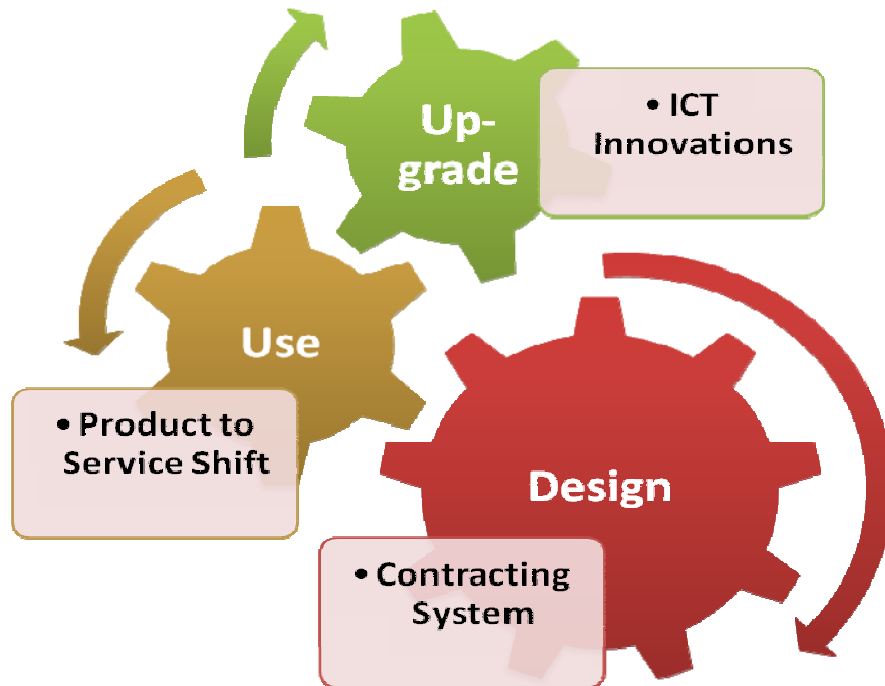 Up-
grade
• ICT
Innovations
Use
• Product to
Service Shift
Design
• Contracting
System